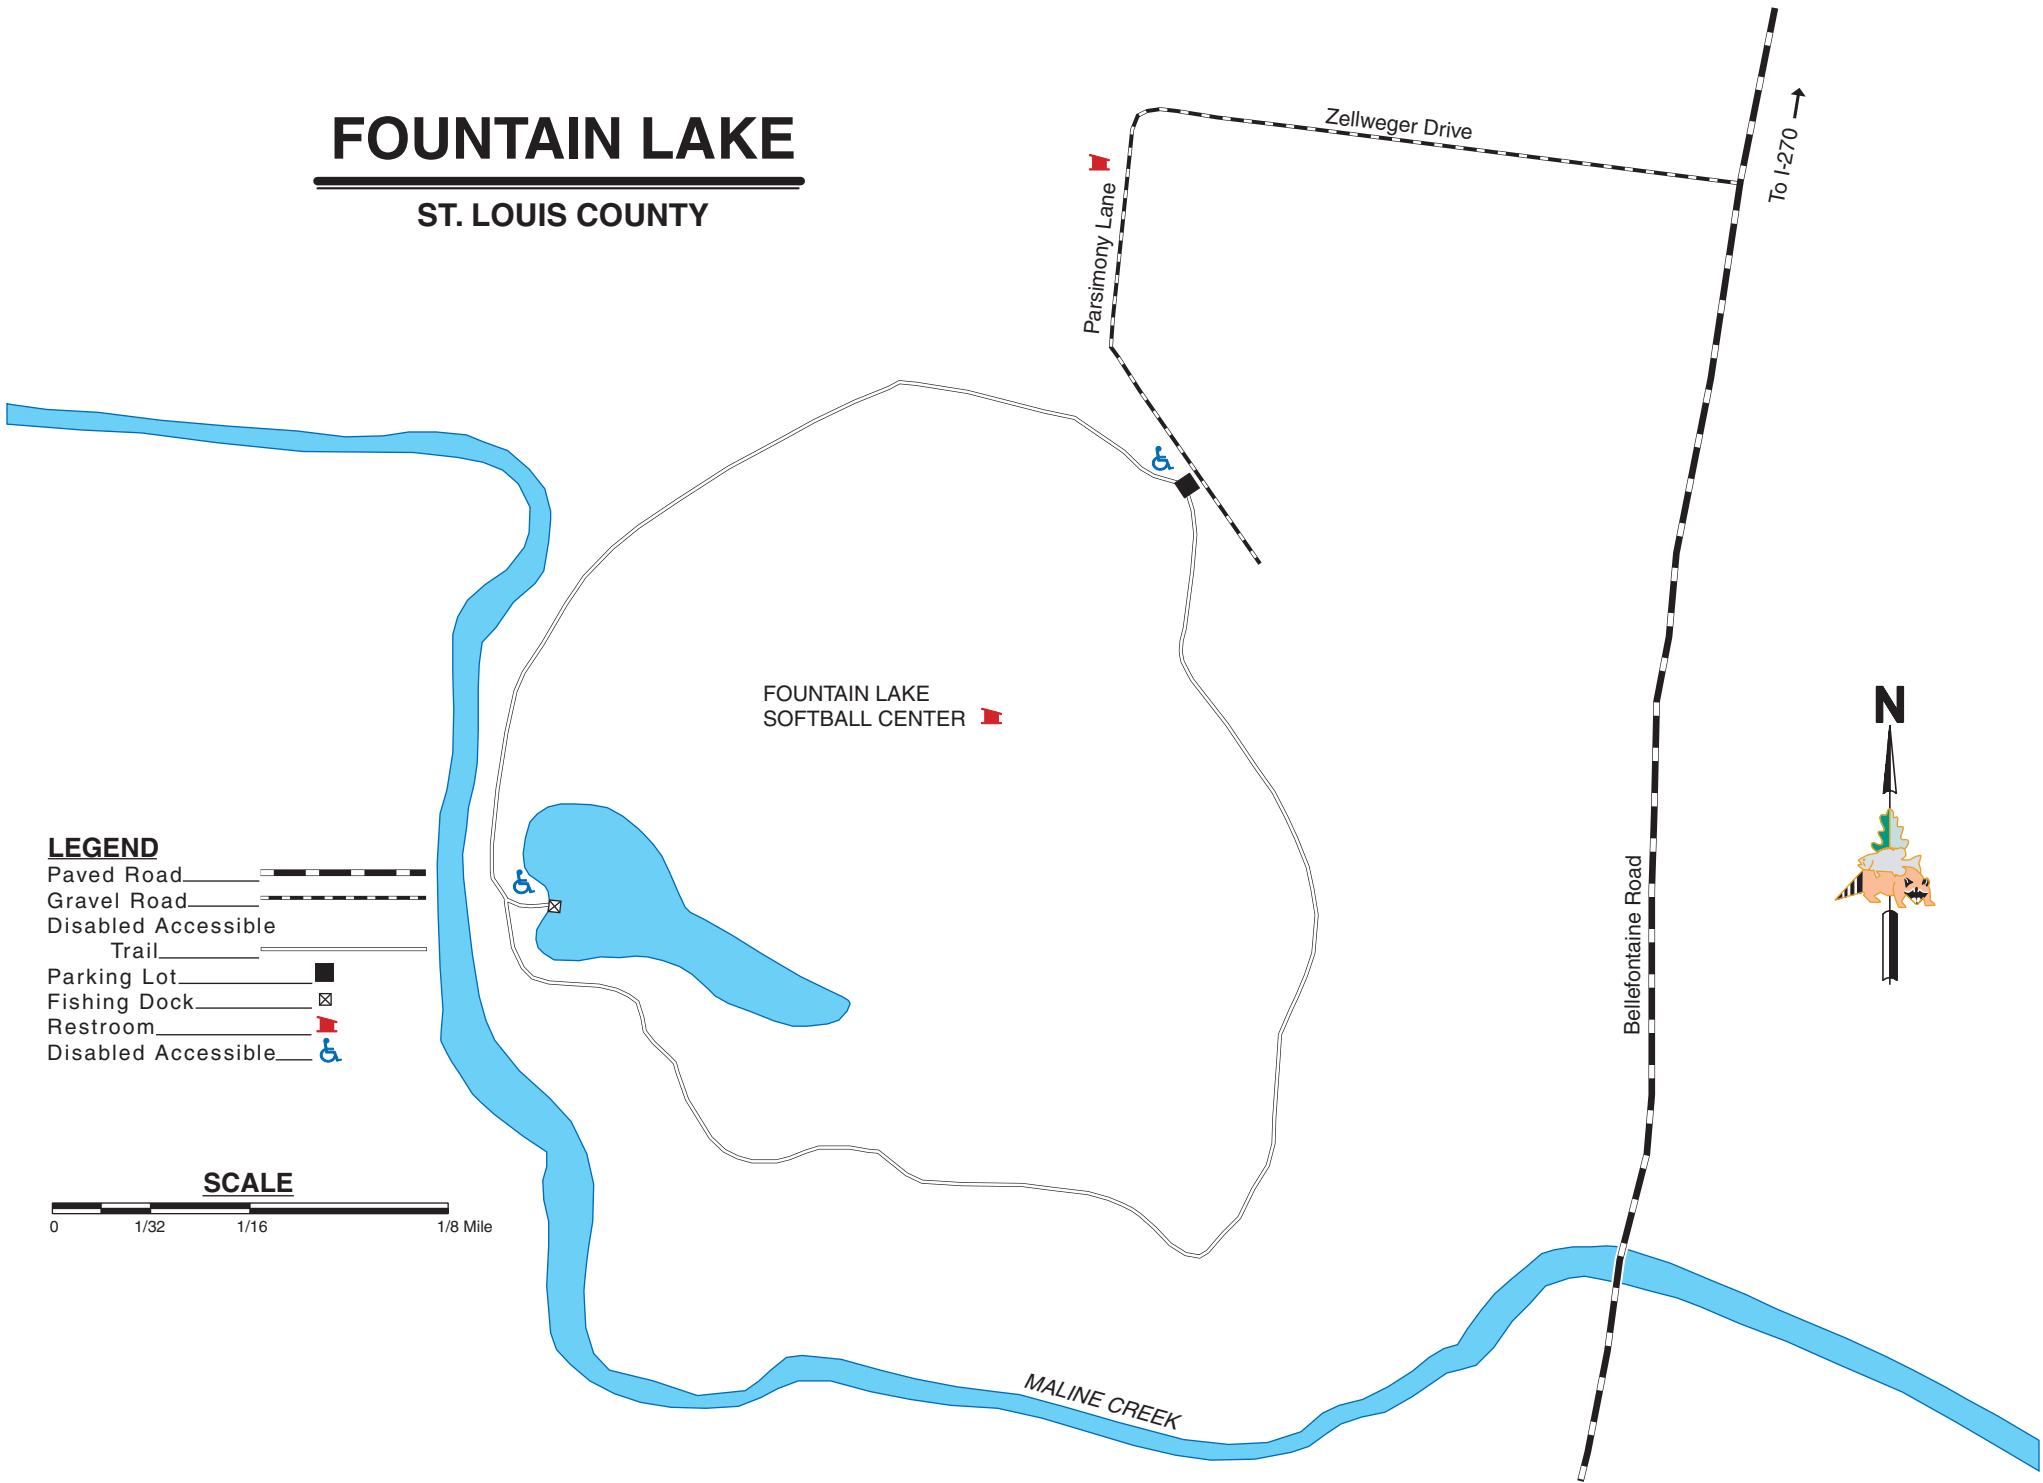 FOUNTAIN LAKE
ST. LOUIS COUNTY
Zellweger Drive
To I-270
Parsimony Lane
FOUNTAIN LAKE
SOFTBALL CENTER
N
Bellefontaine Road
LEGEND
Paved Road
Gravel Road
Disabled Accessible
Trail
Parking Lot
Fishing Dock
Restroom
Disabled Accessible
SCALE
0 1/32 1/16 1/8 Mile
MALINE CREEK